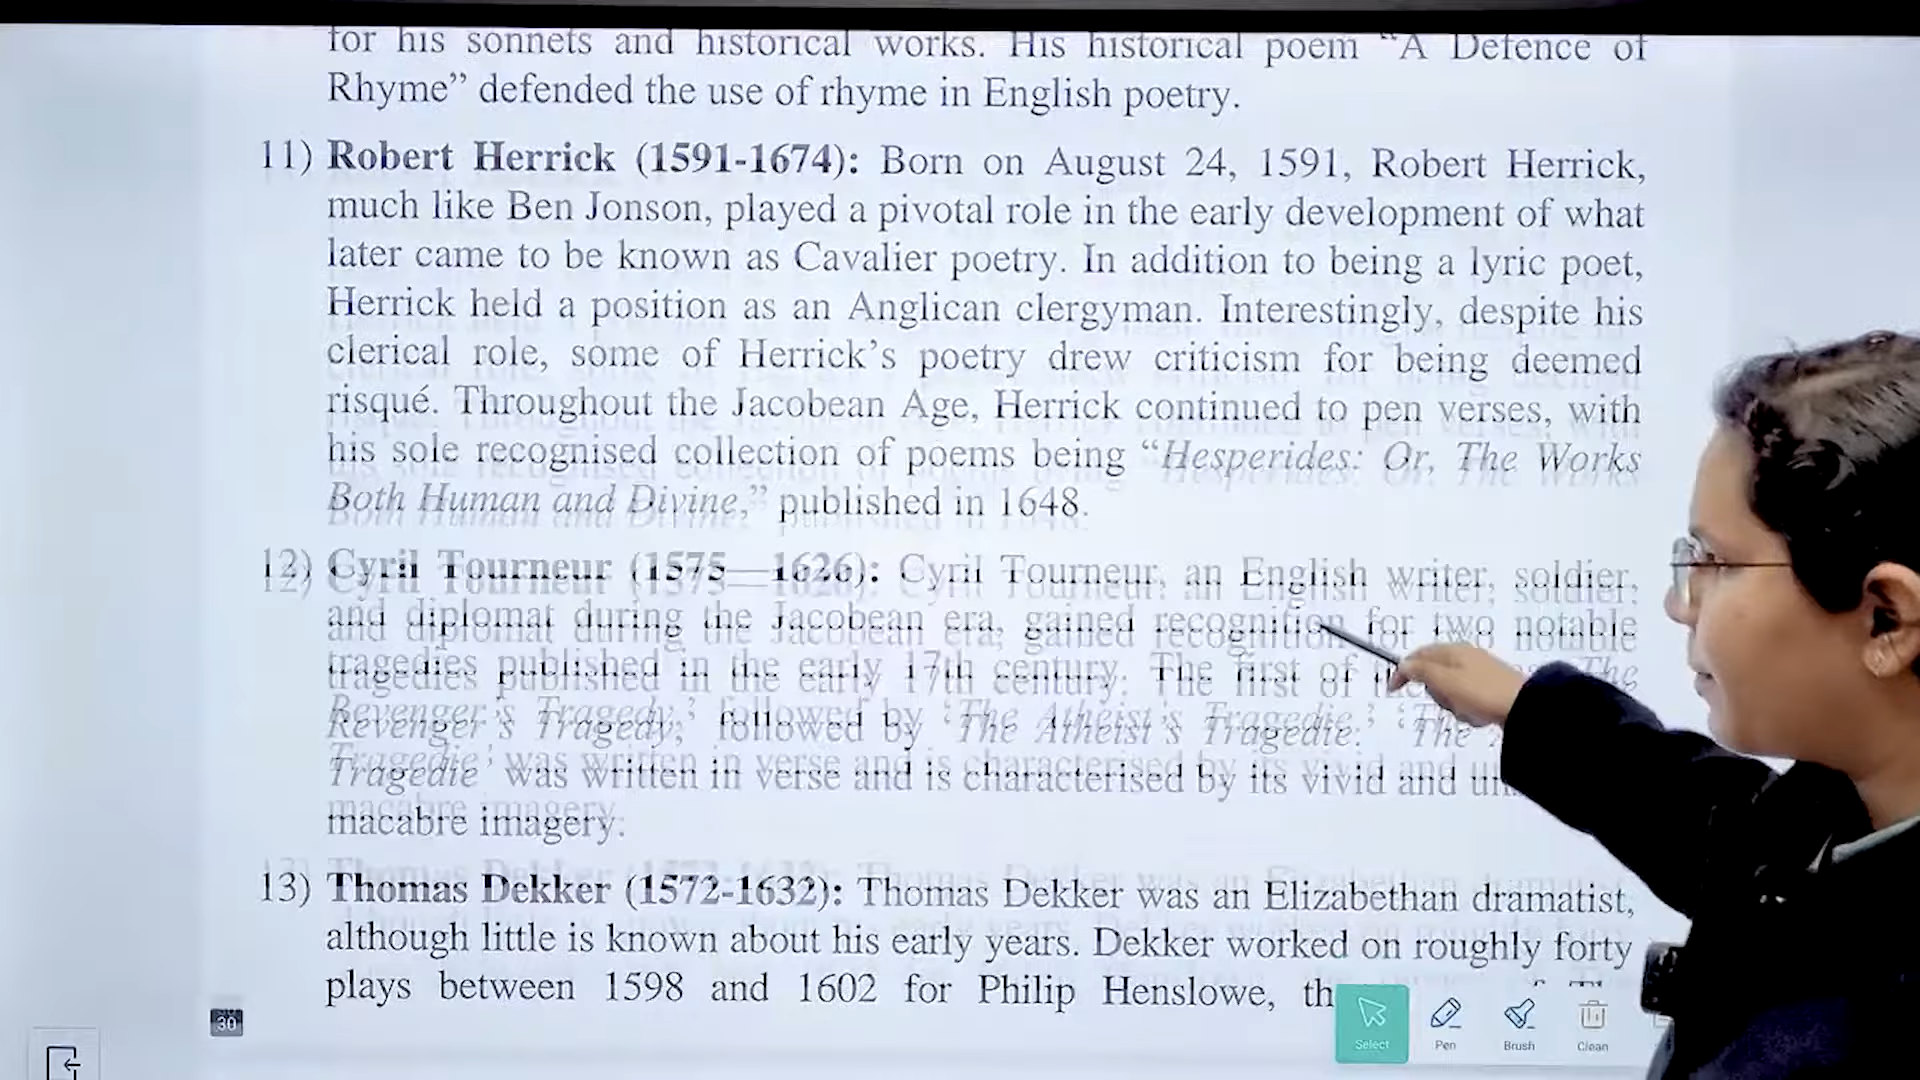 for his sonnets and historical works. His historical poem “A Defence of
Rhyme” defended the use of rhyme in English poetry.
11) Robert Herrick (1591-1674): Born on August 24, 1591, Robert Herrick,
much like Ben Jonson, played a pivotal role in the early development of what
later came to be known as Cavalier poetry. In addition to being a lyric poet,
Herrick held a position as an Anglican clergyman. Interestingly, despite his
clerical role, some of Herrick’s poetry drew criticism for being deemed
risqué. Throughout the Jacobean Age, Herrick continued to pen verses, with
his sole recognised collection of poems being “Hesperides: Or, The Works
Both Human and Divine,” published in 1648.
12) Cyril Tourneur (1575—1626): Cyril Tourneur, an English writer, soldier,
and diplomat during the Jacobean era, gained recognition for two notable
tragedies published in the early 17th century. The first of The
Revenger’s Tragedy,’ followed by ‘The Atheist’s Tragedie.’ ‘The
Tragedie’ was written in verse and is characterised by its vivid and
macabre imagery.
13) Thomas Dekker (1572-1632): Thomas Dekker was an Elizabethan dramatist,
although little is known about his early years. Dekker worked on roughly forty
plays between 1598 and 1602 for Philip Henslowe,
30
Select Pen Brush Clean